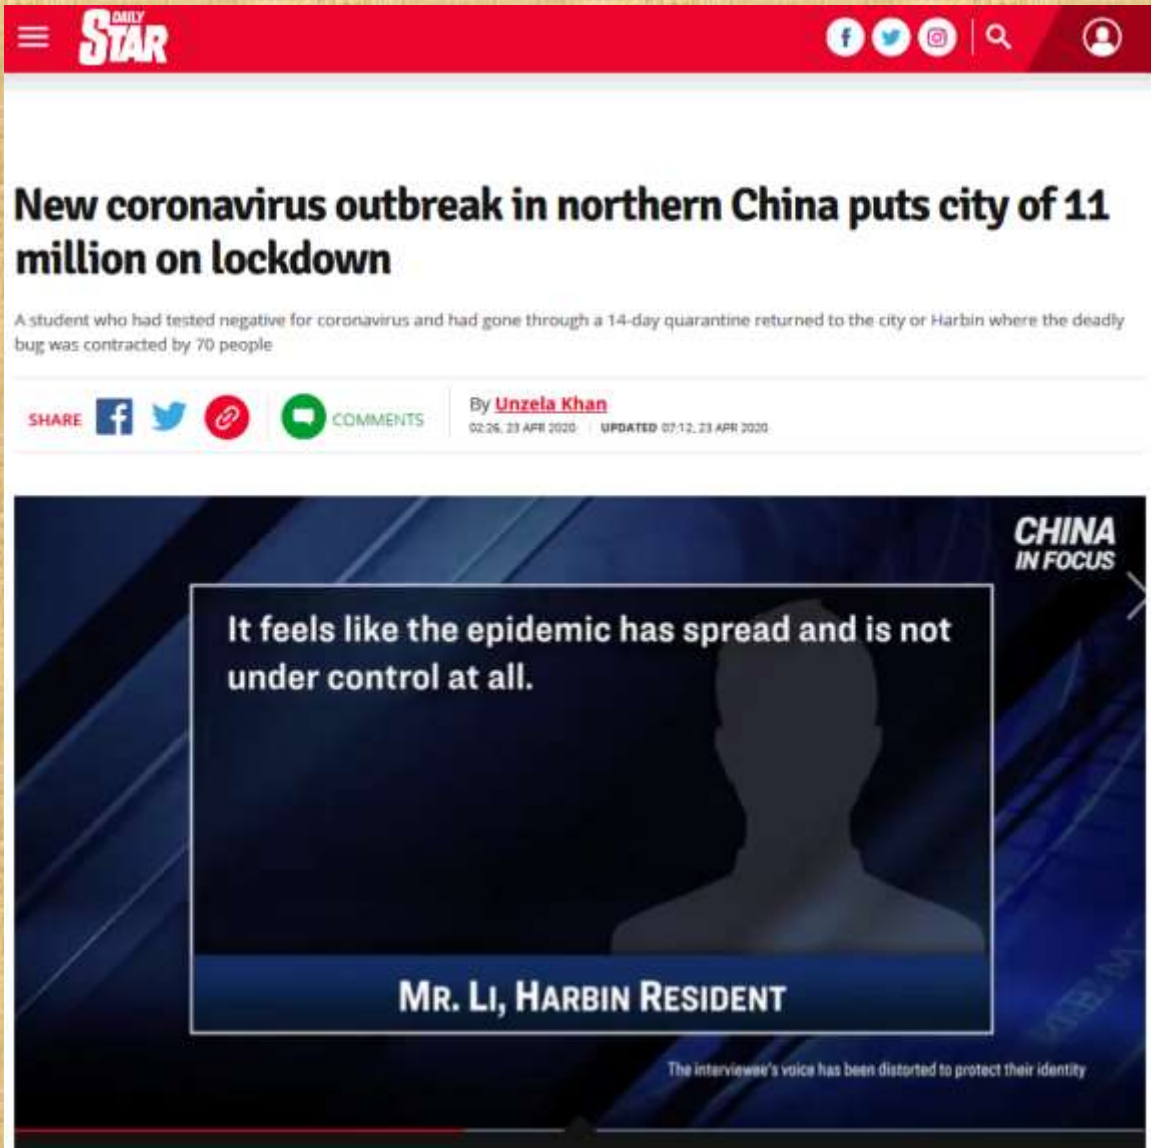 DAILY
STAR
New coronavirus outbreak in northern China puts city of 11
million on lockdown
A student who had tested negative for coronavirus and had gone through a 14-day quarantine returned to the city or Harbin where the deadly
bug was contracted by 70 people
SHARE COMMENTS
By Unzela Khan
02:26, 23 APR 2020 UPDATED 07:12, 23 APR 2020
CHINA
IN FOCUS
It feels like the epidemic has spread and is not
under control at all.
MR. LI, HARBIN RESIDENT
The interviewee's voice has been distorted to protect their identity